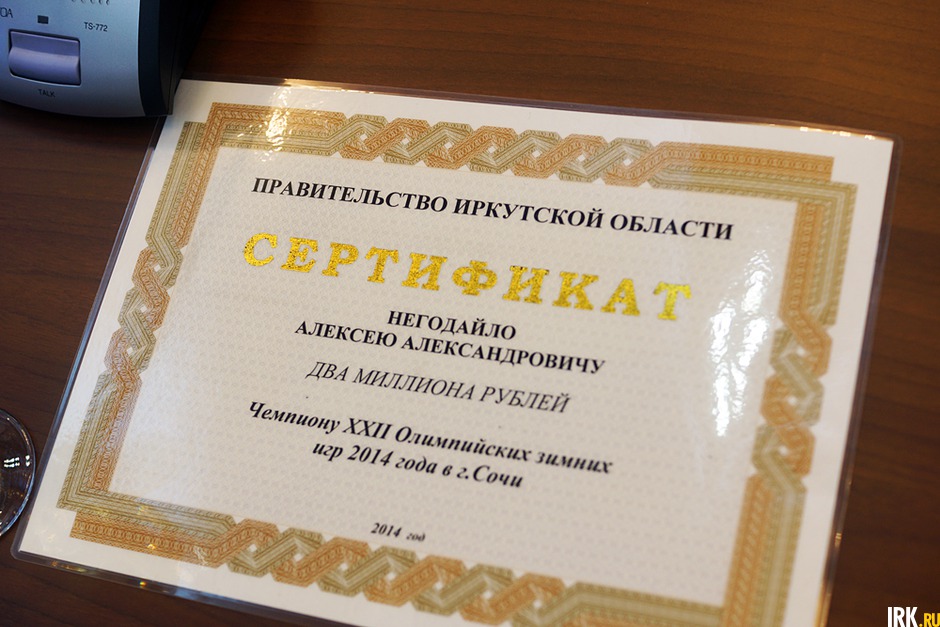 TOA
TS-772
TALK
ПРАВИТЕЛЬСТВО ИРКУТСКОЙ ОБЛАСТИ
СЕРТИФИКАТ
НЕГОДАЙЛО
АЛЕКСЕЮ АЛЕКСАНДРОВИЧУ
ДВА МИЛЛИОНА РУБЛЕЙ
Чемпиону XXII Олимпийских зимних
игр 2014 года в г.Сочи
2014 год
IRK.RU